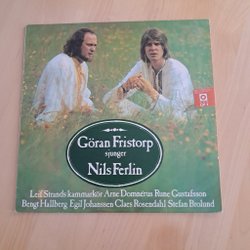 Göran Fristorp
sjunger
Nils Ferlin
Leif Strands kammarkör Arne Domnérus Rune Gustafsson
Bengt Hallberg Egil Johansen Claes Rosendahl Stefan Brolund